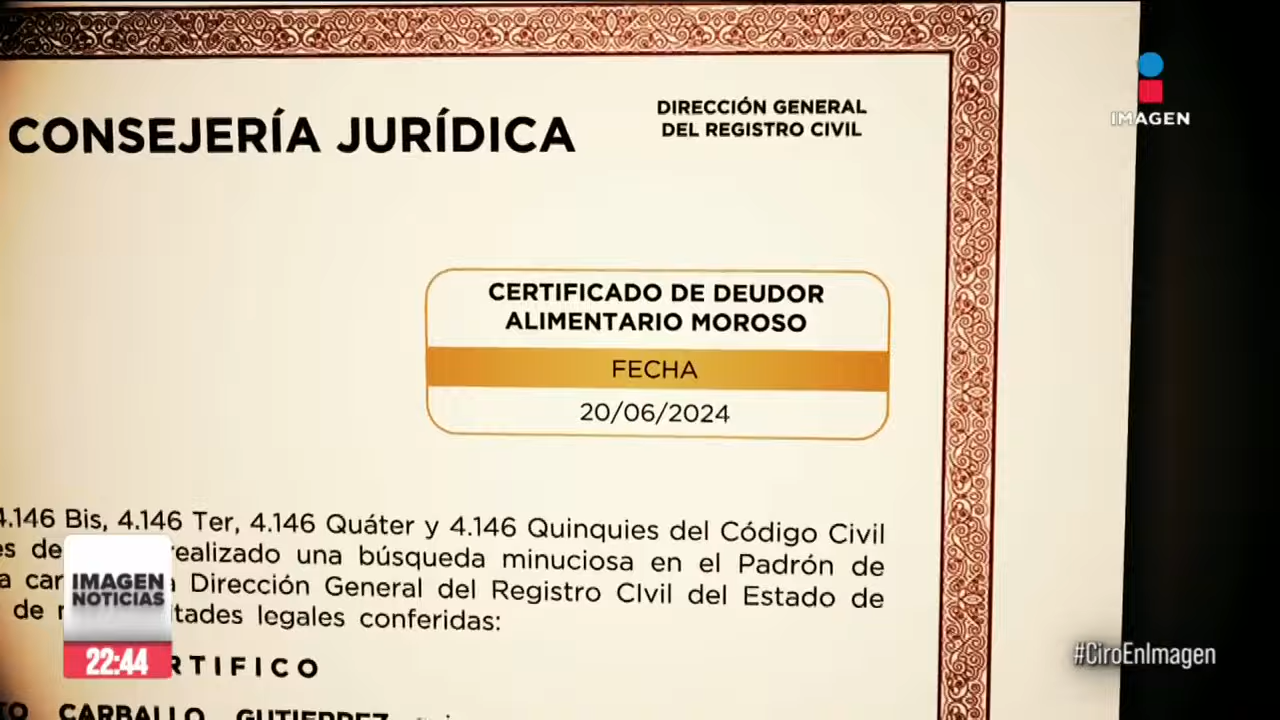 CONSEJERÍA JURÍDICA
DIRECCIÓN GENERAL
DEL REGISTRO CIVIL
IMAGEN
CERTIFICADO DE DEUDOR
ALIMENTARIO MOROSO
FECHA
20/06/2024
4.146 Bis, 4.146 Ter, 4.146 Quáter y 4.146 Quinquies del Código Civil
de realizado una búsqueda minuciosa en el Padrón de
a Dirección General del Registro CIvil del Estado de
de legales conferidas:
RTIFICO
CARBALLO GUTIERREZ
IMAGEN
NOTICIAS
22:44
#CiroEnImagen